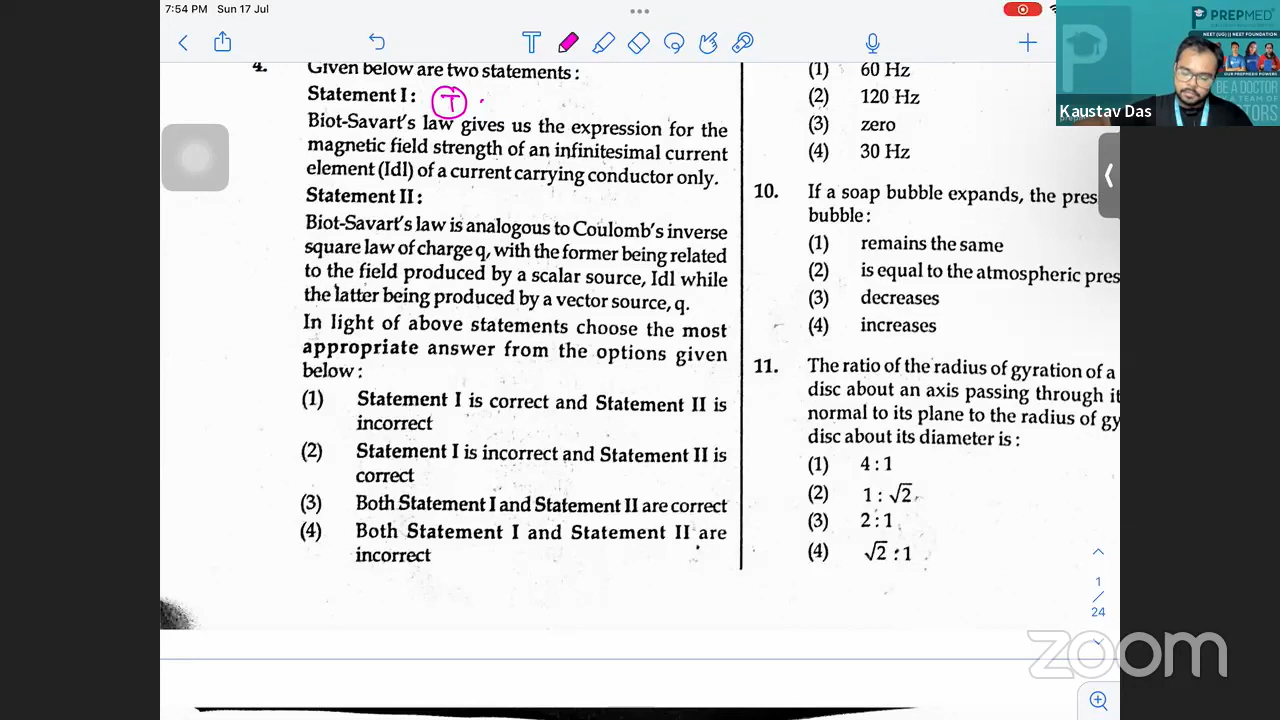 7:54 PM Sun 17 Jul
PREPMED
NEET (UG) || NEET FOUNDATION
OUR PREPMEDS POWERS
BE A DOCTOR
Kaustav Das
T
4. Given below are two statements :
Statement I : T
Biot-Savart's law gives us the expression for the
magnetic field strength of an infinitesimal current
element (Idl) of a current carrying conductor only.
Statement II :
Biot-Savart's law is analogous to Coulomb's inverse
square law of charge q, with the former being related
to the field produced by a scalar source, Idl while
the latter being produced by a vector source, q.
In light of above statements choose the most
appropriate answer from the options given
below :
(1) Statement I is correct and Statement II is
incorrect
(2) Statement I is incorrect and Statement II is
correct
(3) Both Statement I and Statement II are correct
(4) Both Statement I and Statement II are
incorrect
(1) 60 Hz
(2) 120 Hz
(3) zero
(4) 30 Hz
10. If a soap bubble expands, the pres
bubble :
(1) remains the same
(2) is equal to the atmospheric pres
(3) decreases
(4) increases
11. The ratio of the radius of gyration of a
disc about an axis passing through it
normal to its plane to the radius of gy
disc about its diameter is :
(1) 4 : 1
(2) 1 : √2
(3) 2 : 1
(4) √2 : 1
1
/
24
zoom